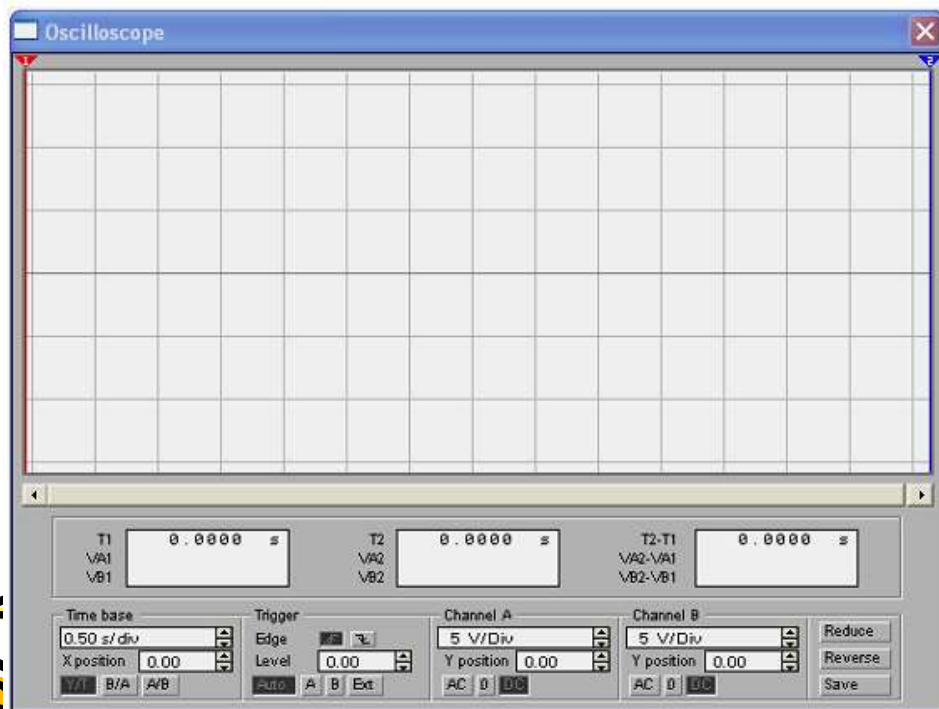 Oscilloscope
1 2
T1 0.0000 s T2 0.0000 s T2-T1 0.0000 s
VA1 VA2 VA2-VA1
VB1 VB2 VB2-VB1
Time base Trigger Channel A Channel B
0.50 s/div Edge 5 V/Div 5 V/Div Reduce
X position 0.00 Level 0.00 Y position 0.00 Y position 0.00 Reverse
Y/T B/A A/B Auto A B Ext AC 0 DC AC 0 DC Save